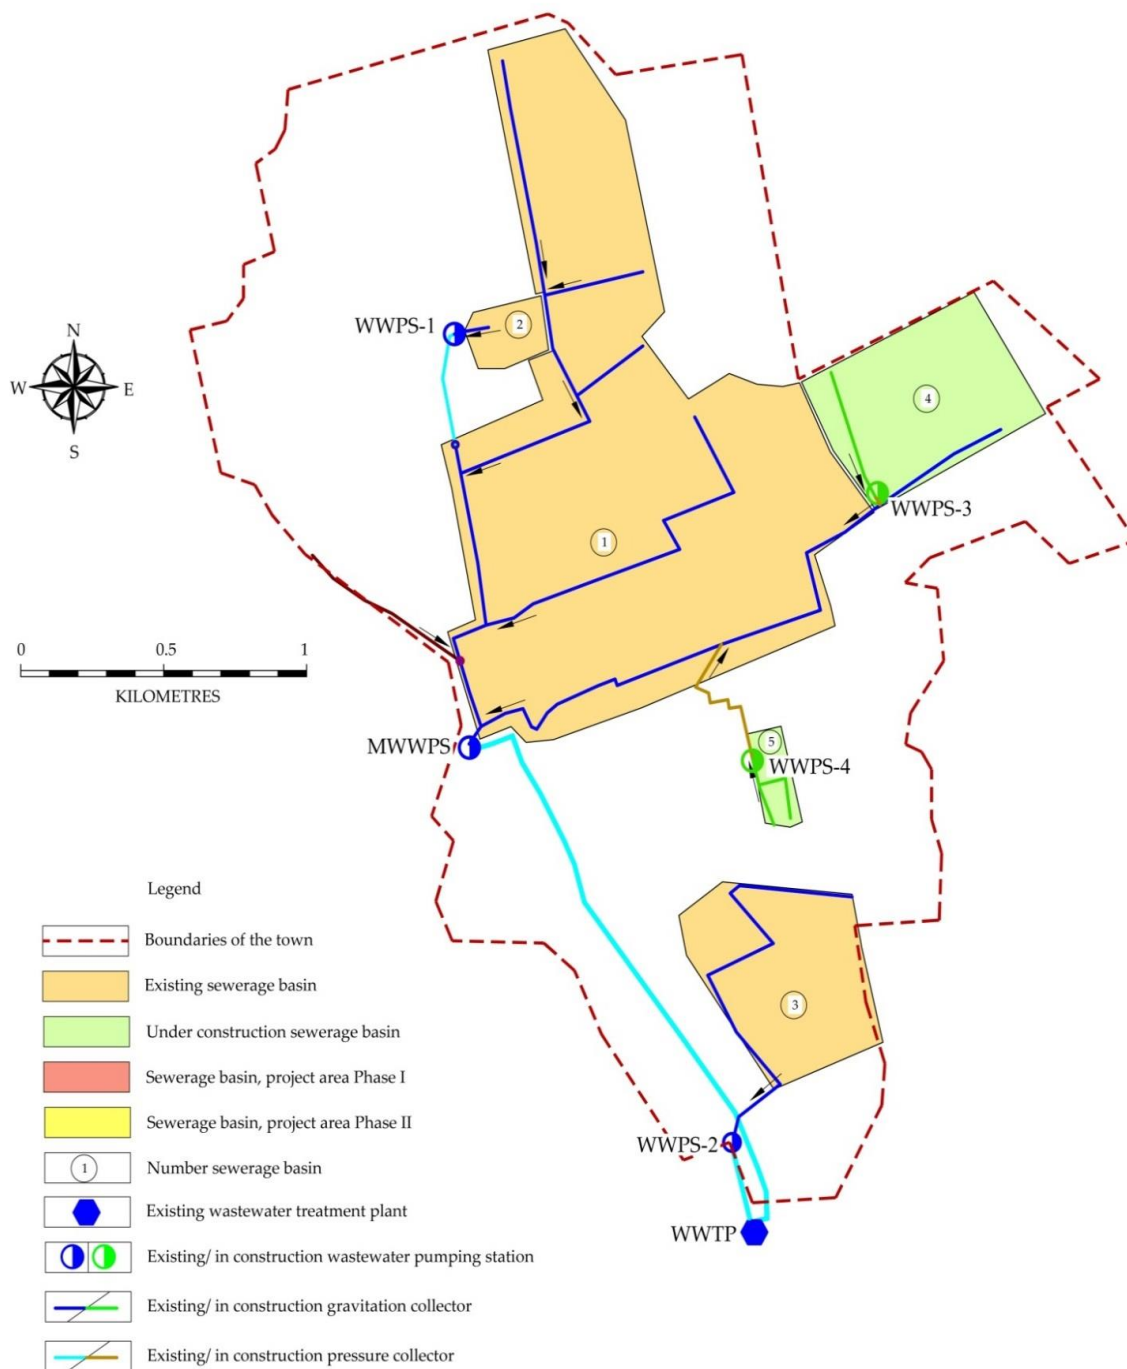 WWPS-1
2
N
W
E
S
4
WWPS-3
1
0
0.5
1
KILOMETRES
MWWPS
5
WWPS-4
3
WWPS-2
WWTP
Legend
Boundaries of the town
Existing sewerage basin
Under construction sewerage basin
Sewerage basin, project area Phase I
Sewerage basin, project area Phase II
1
Number sewerage basin
Existing wastewater treatment plant
Existing/ in construction wastewater pumping station
Existing/ in construction gravitation collector
Existing/ in construction pressure collector